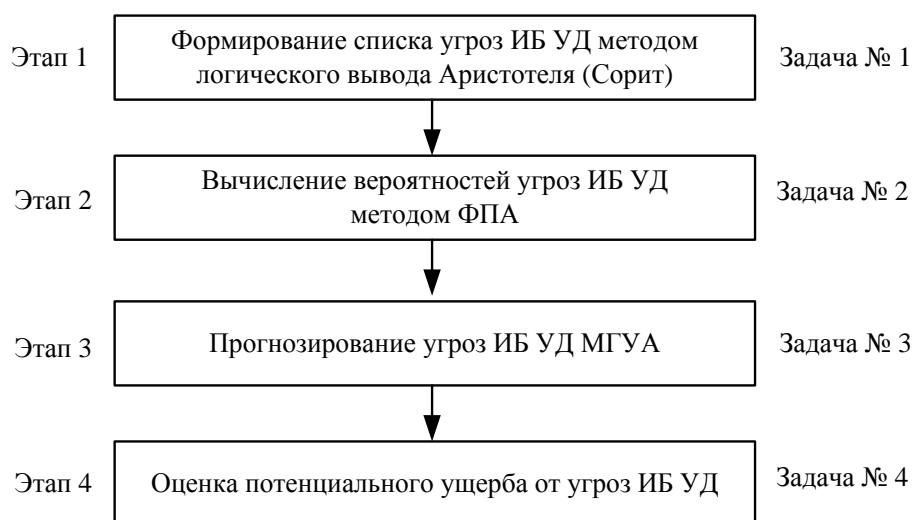 Этап 1
Формирование списка угроз ИБ УД методом
логического вывода Аристотеля (Сорит)
Задача № 1
Этап 2
Вычисление вероятностей угроз ИБ УД
методом ФПА
Задача № 2
Этап 3
Прогнозирование угроз ИБ УД МГУА
Задача № 3
Этап 4
Оценка потенциального ущерба от угроз ИБ УД
Задача № 4